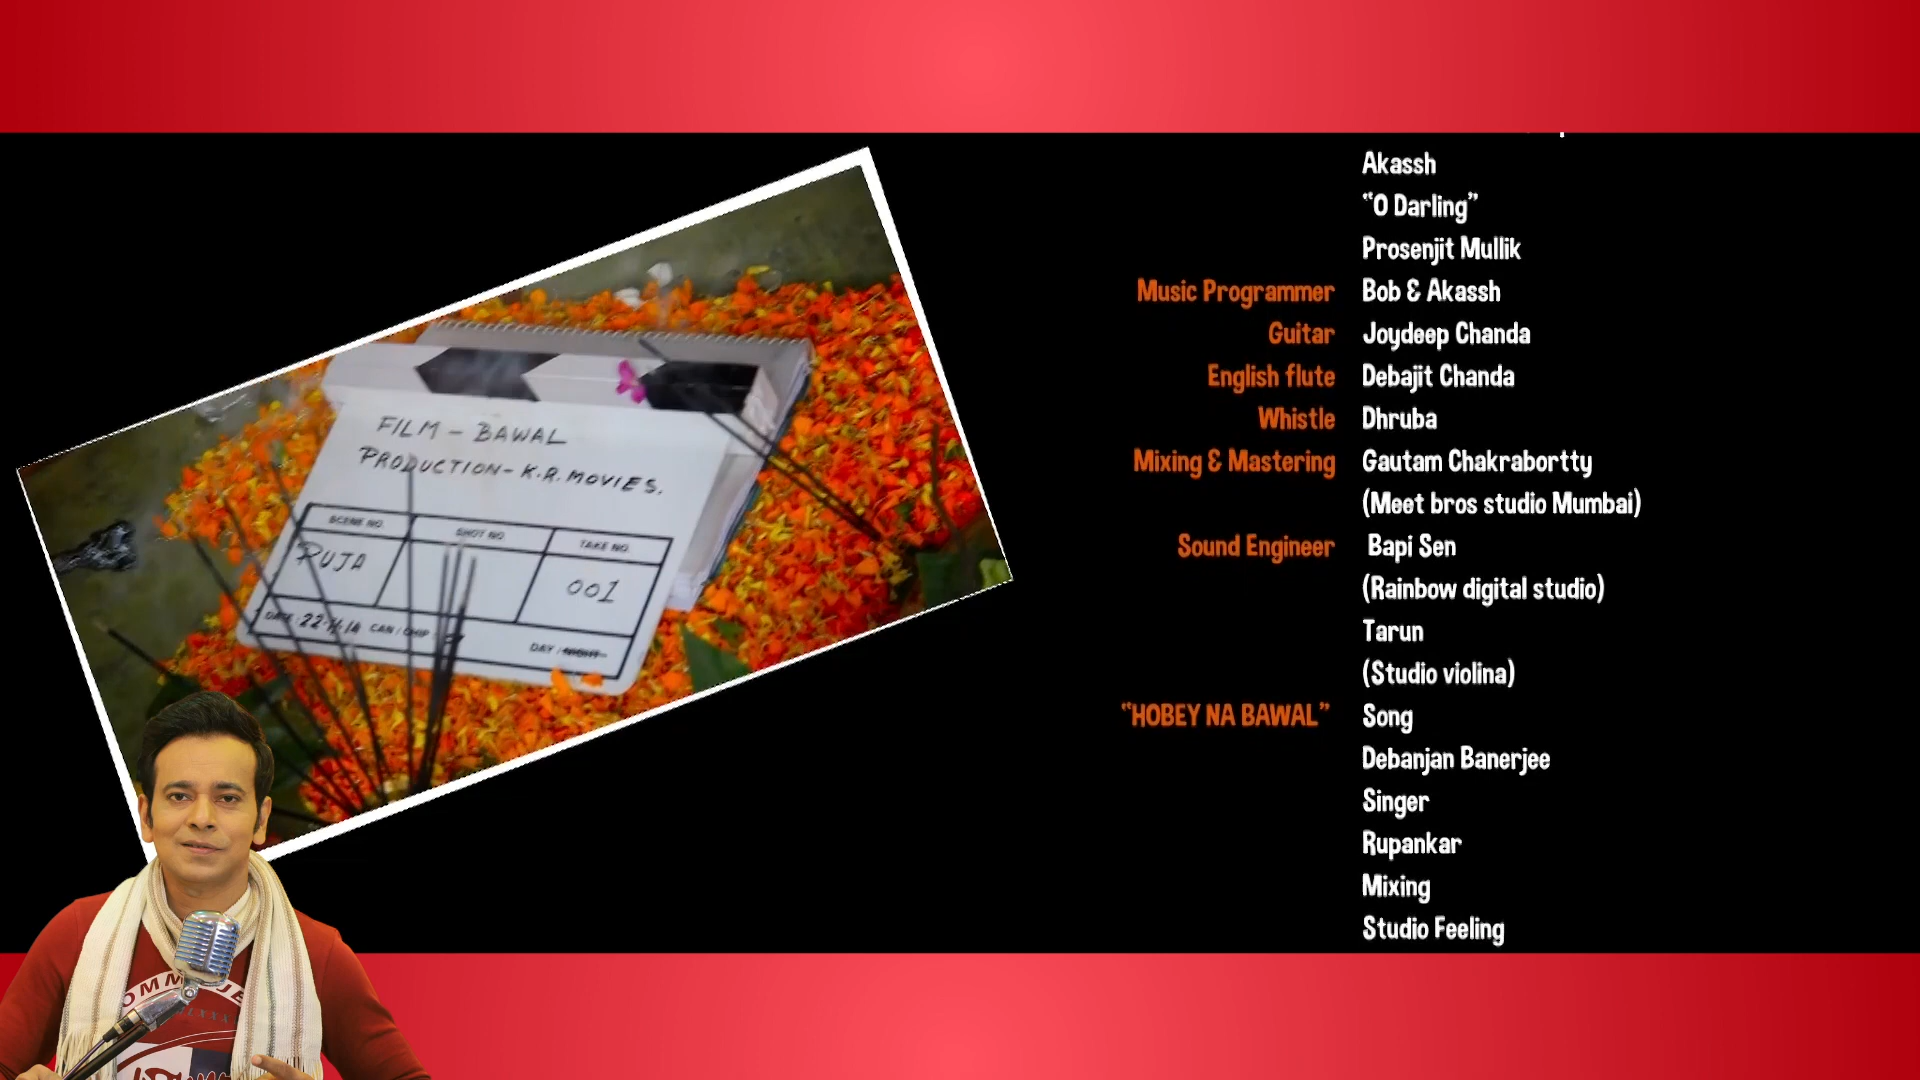 Akassh
“O Darling”
Prosenjit Mullik
Music Programmer Bob & Akassh
Guitar Joydeep Chanda
English flute Debajit Chanda
Whistle Dhruba
Mixing & Mastering Gautam Chakrabortty
(Meet bros studio Mumbai)
Sound Engineer Bapi Sen
(Rainbow digital studio)
Tarun
(Studio violina)
“HOBEY NA BAWAL” Song
Debanjan Banerjee
Singer
Rupankar
Mixing
Studio Feeling
FILM - BAWAL
PRODUCTION - K.R. MOVIES.
SCENE NO. SHOT NO. TAKE NO.
PUJA 001
DATE: CAN / CHIP
DAY / NIGHT